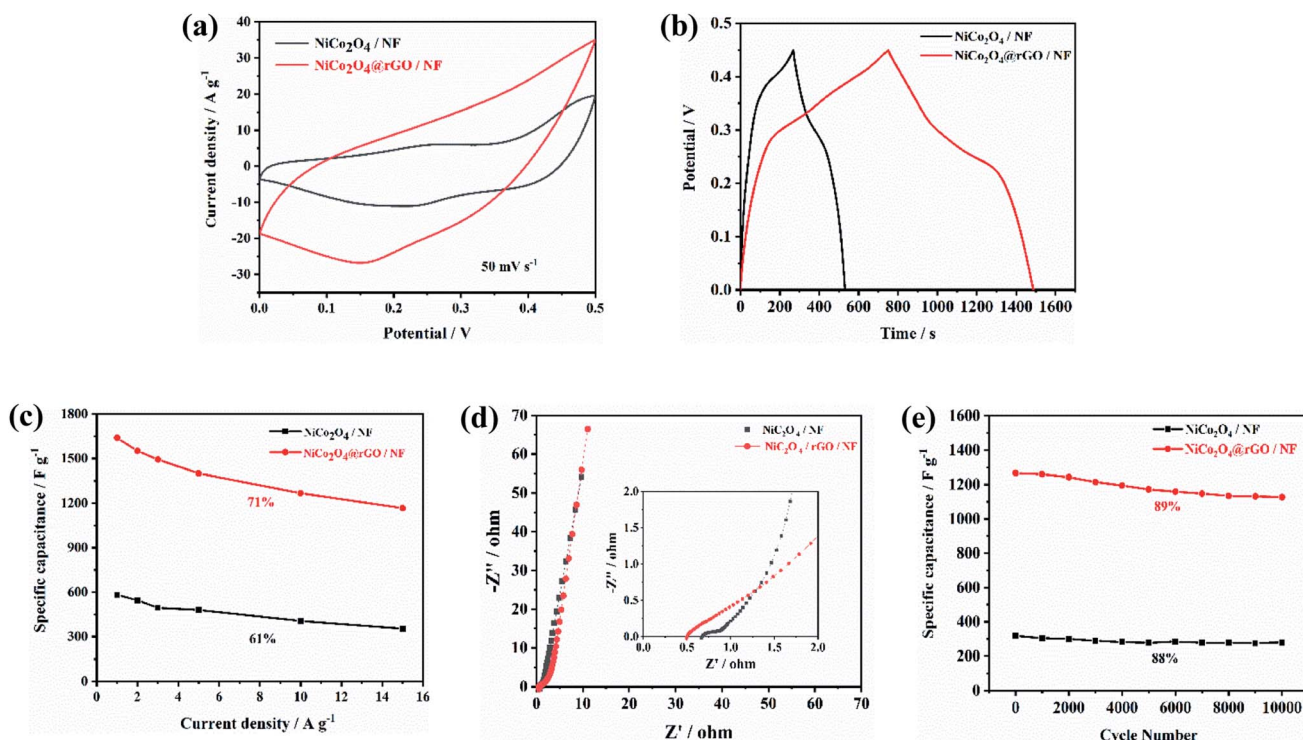 (a)
NiCo₂O₄ / NF
NiCo₂O₄@rGO / NF
Current density / A g⁻¹
40
30
20
10
0
-10
-20
-30
50 mV s⁻¹
0.0 0.1 0.2 0.3 0.4 0.5
Potential / V
(b)
NiCo₂O₄ / NF
NiCo₂O₄@rGO / NF
Potential / V
0.5
0.4
0.3
0.2
0.1
0.0
0 200 400 600 800 1000 1200 1400 1600
Time / s
(c)
NiCo₂O₄ / NF
NiCo₂O₄@rGO / NF
Specific capacitance / F g⁻¹
1800
1500
1200
900
600
300
0
71%
61%
0 2 4 6 8 10 12 14 16
Current density / A g⁻¹
(d)
NiC₂O₄ / NF
NiC₂O₄ / rGO / NF
-Z'' / ohm
70
60
50
40
30
20
10
0
-Z'' / ohm
2.0
1.5
1.0
0.5
0.0
0.0 0.5 1.0 1.5 2.0
Z' / ohm
0 5 10 15 20 25 30 35 40 45 50 55 60 65 70
Z' / ohm
(e)
NiCo₂O₄ / NF
NiCo₂O₄@rGO / NF
Specific capacitance / F g⁻¹
1600
1400
1200
1000
800
600
400
200
0
89%
88%
0 2000 4000 6000 8000 10000
Cycle Number